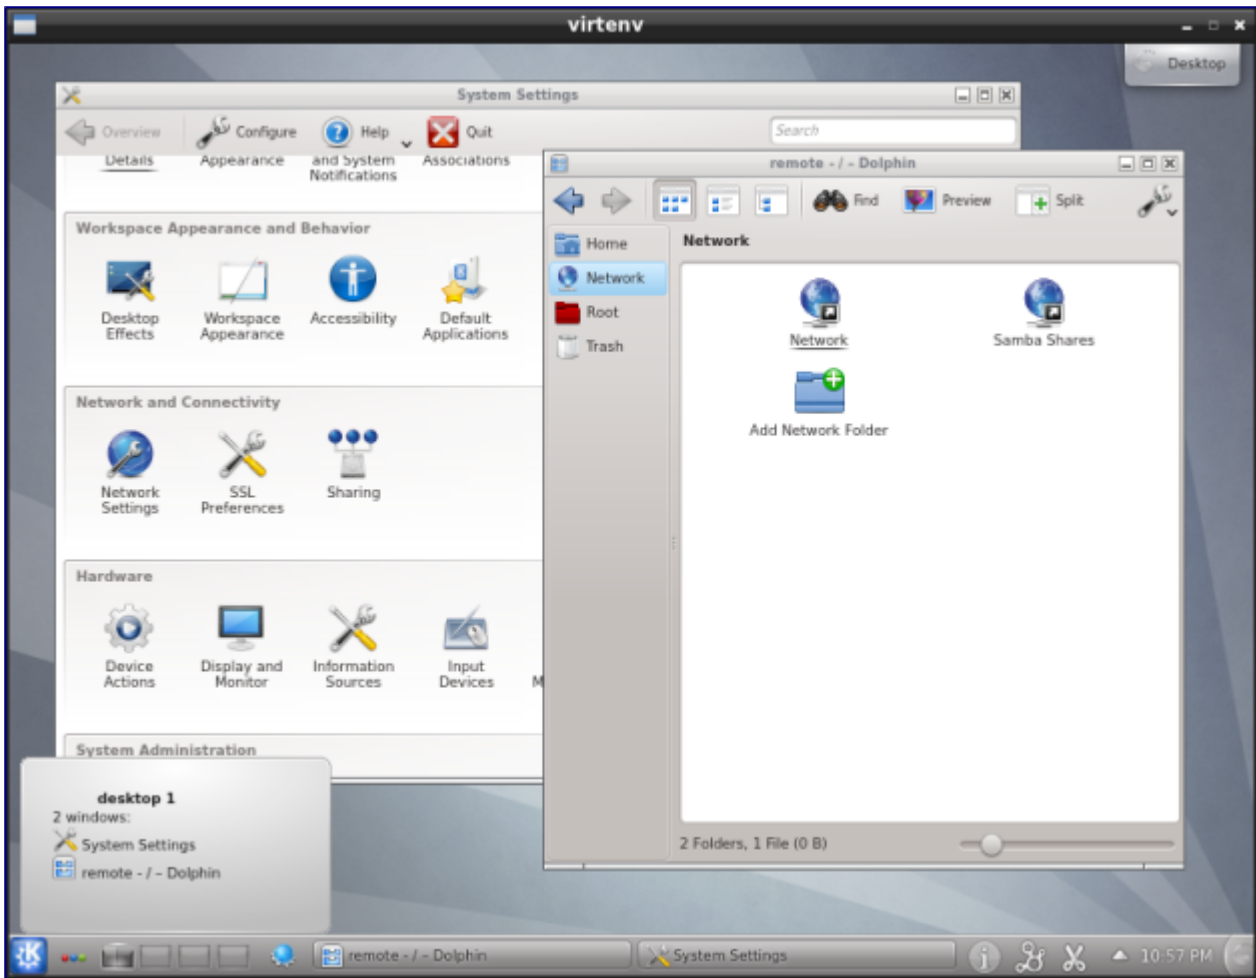 virtenv
Desktop
System Settings
Overview
Configure
Help
Quit
Search
Details
Appearance
and System
Notifications
Associations
Workspace Appearance and Behavior
Desktop
Effects
Workspace
Appearance
Accessibility
Default
Applications
Network and Connectivity
Network
Settings
SSL
Preferences
Sharing
Hardware
Device
Actions
Display and
Monitor
Information
Sources
Input
Devices
M
System Administration
remote - / – Dolphin
Find
Preview
Split
Home
Network
Root
Trash
Network
Network
Samba Shares
Add Network Folder
2 Folders, 1 File (0 B)
desktop 1
2 windows:
System Settings
remote - / – Dolphin
remote - / – Dolphin
System Settings
10:57 PM